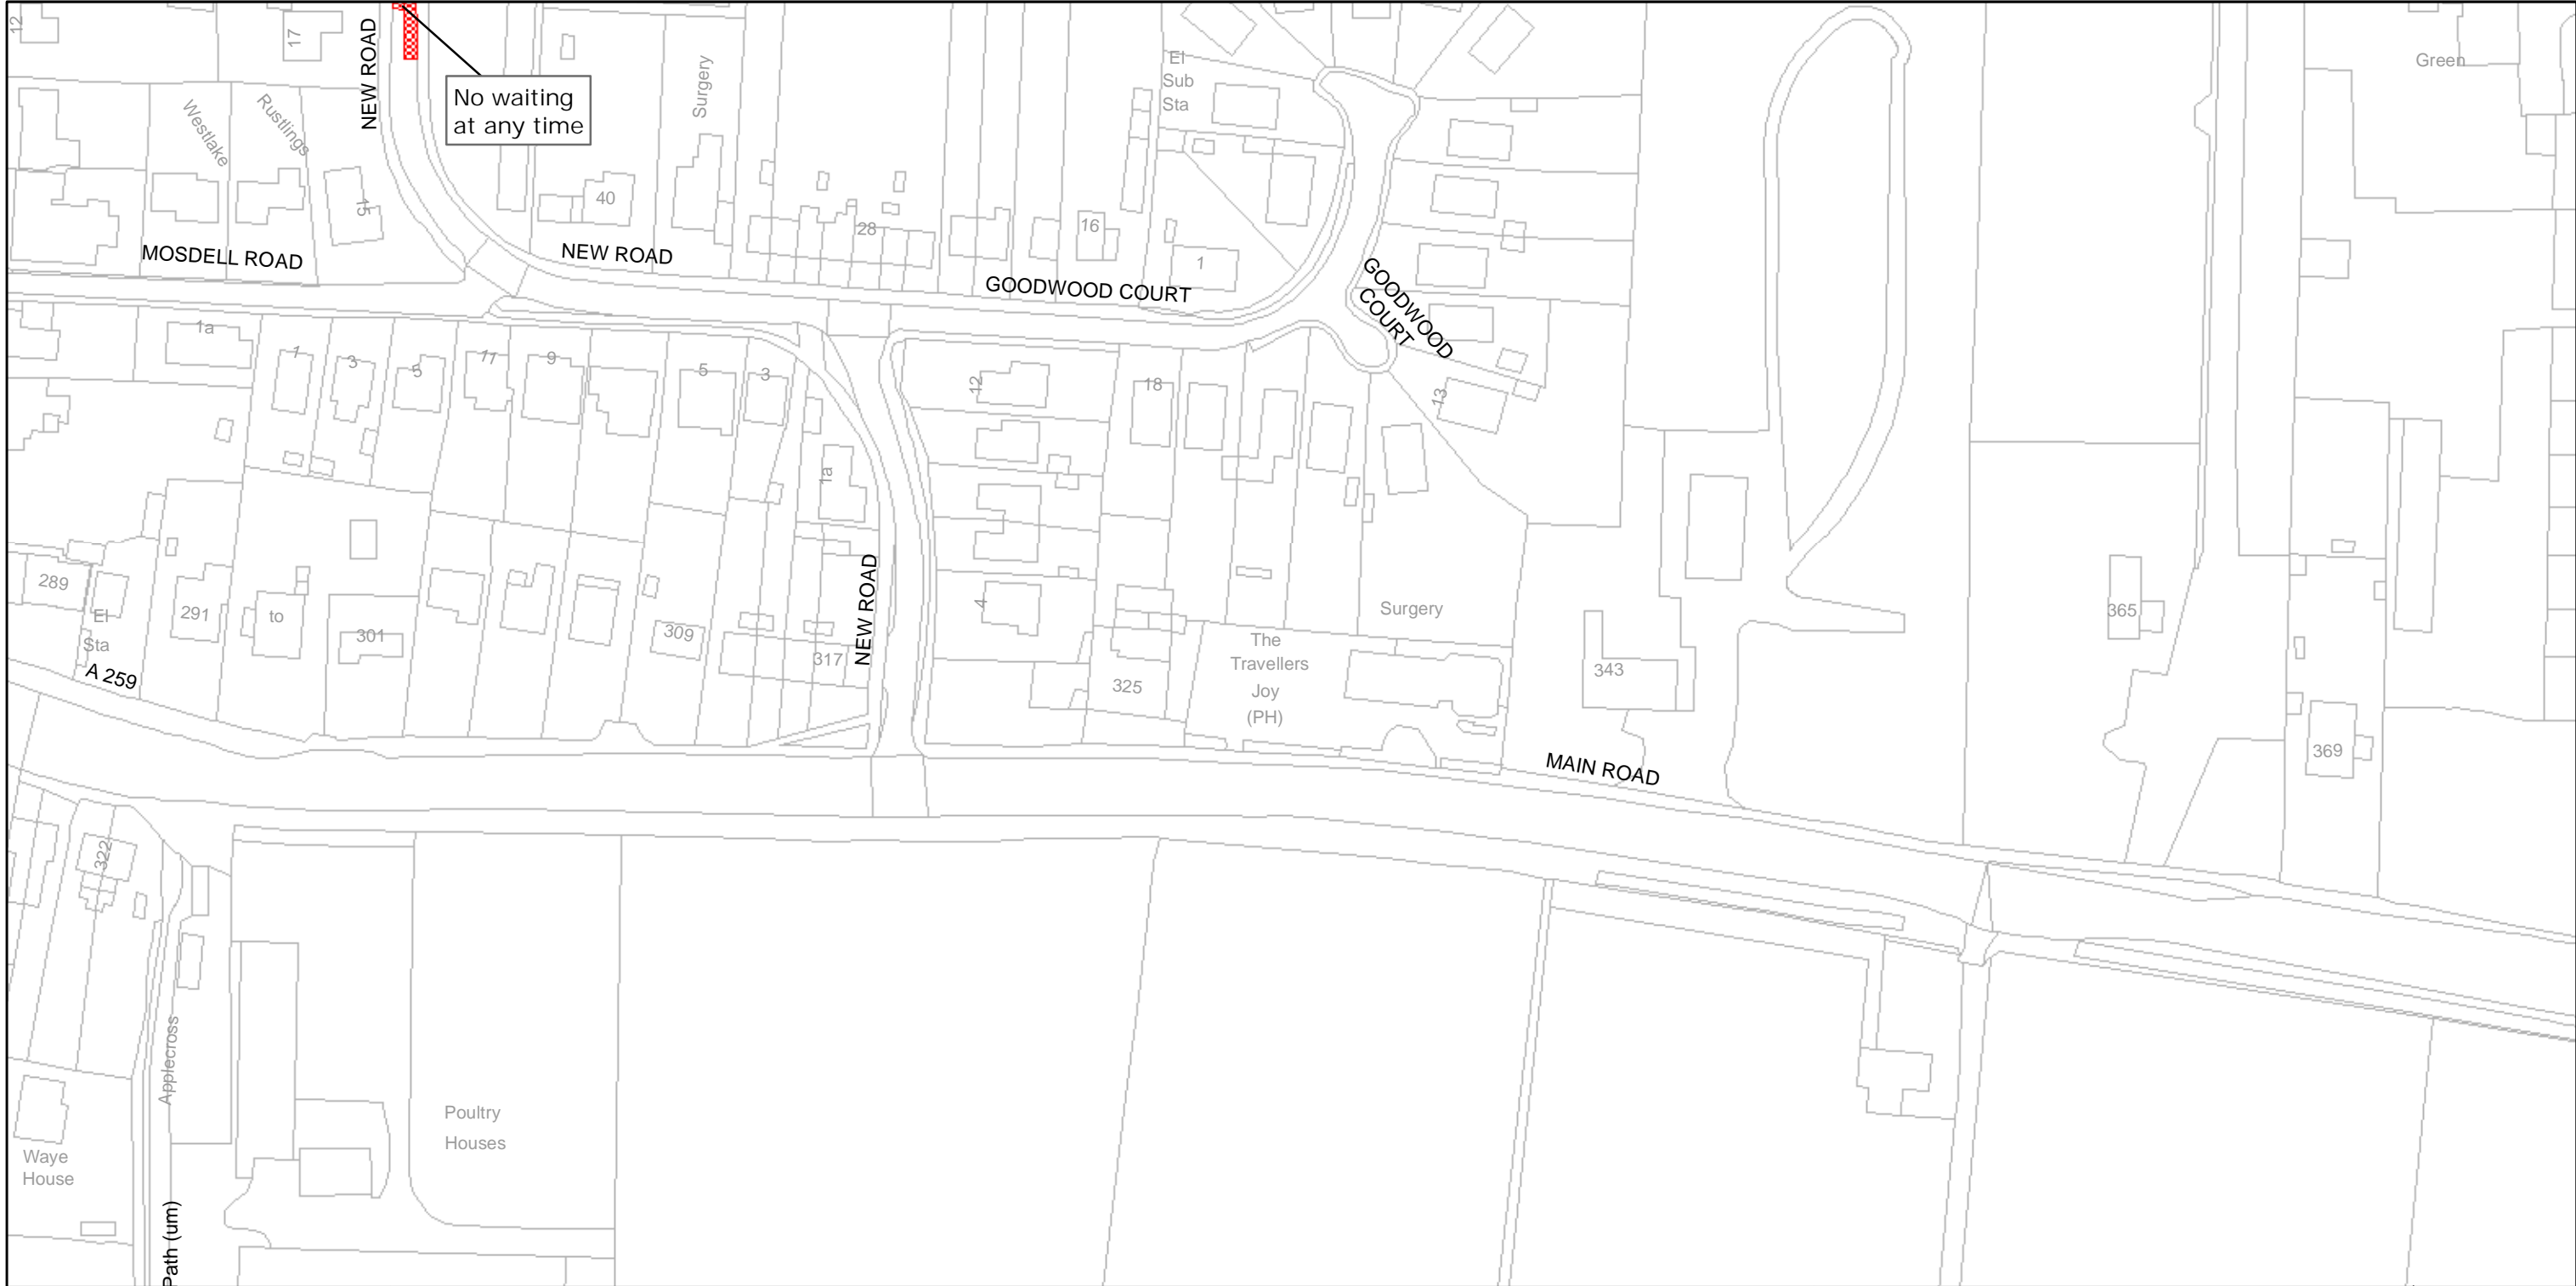 12
17
NEW ROAD
No waiting
at any time
Surgery
El
Sub
Sta
Green
Westlake
Rustlings
15
40
28
16
1
MOSDELL ROAD
NEW ROAD
GOODWOOD COURT
GOODWOOD
COURT
1a
1
3
5
11
9
5
3
12
18
13
1a
289
El
Sta
291
to
301
309
317
NEW ROAD
4
325
The
Travellers
Joy
(PH)
Surgery
343
365
369
A 259
MAIN ROAD
322
Applecross
Poultry
Houses
Waye
House
Path (um)